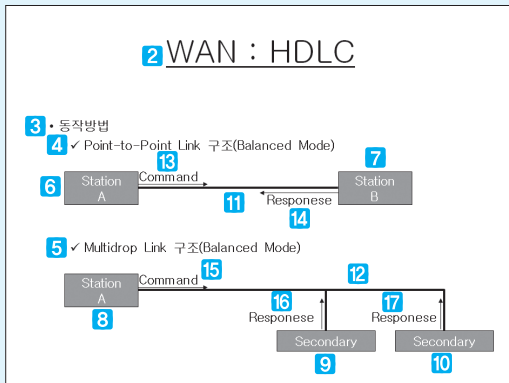 2 WAN : HDLC
3 • 동작방법
4 ✓ Point-to-Point Link 구조(Balanced Mode)
13
7
6
Station
A
Command
Station
B
11
Responese
14
5 ✓ Multidrop Link 구조(Balanced Mode)
15
12
Station
A
Command
8
16
17
Responese
Responese
Secondary
Secondary
9
10